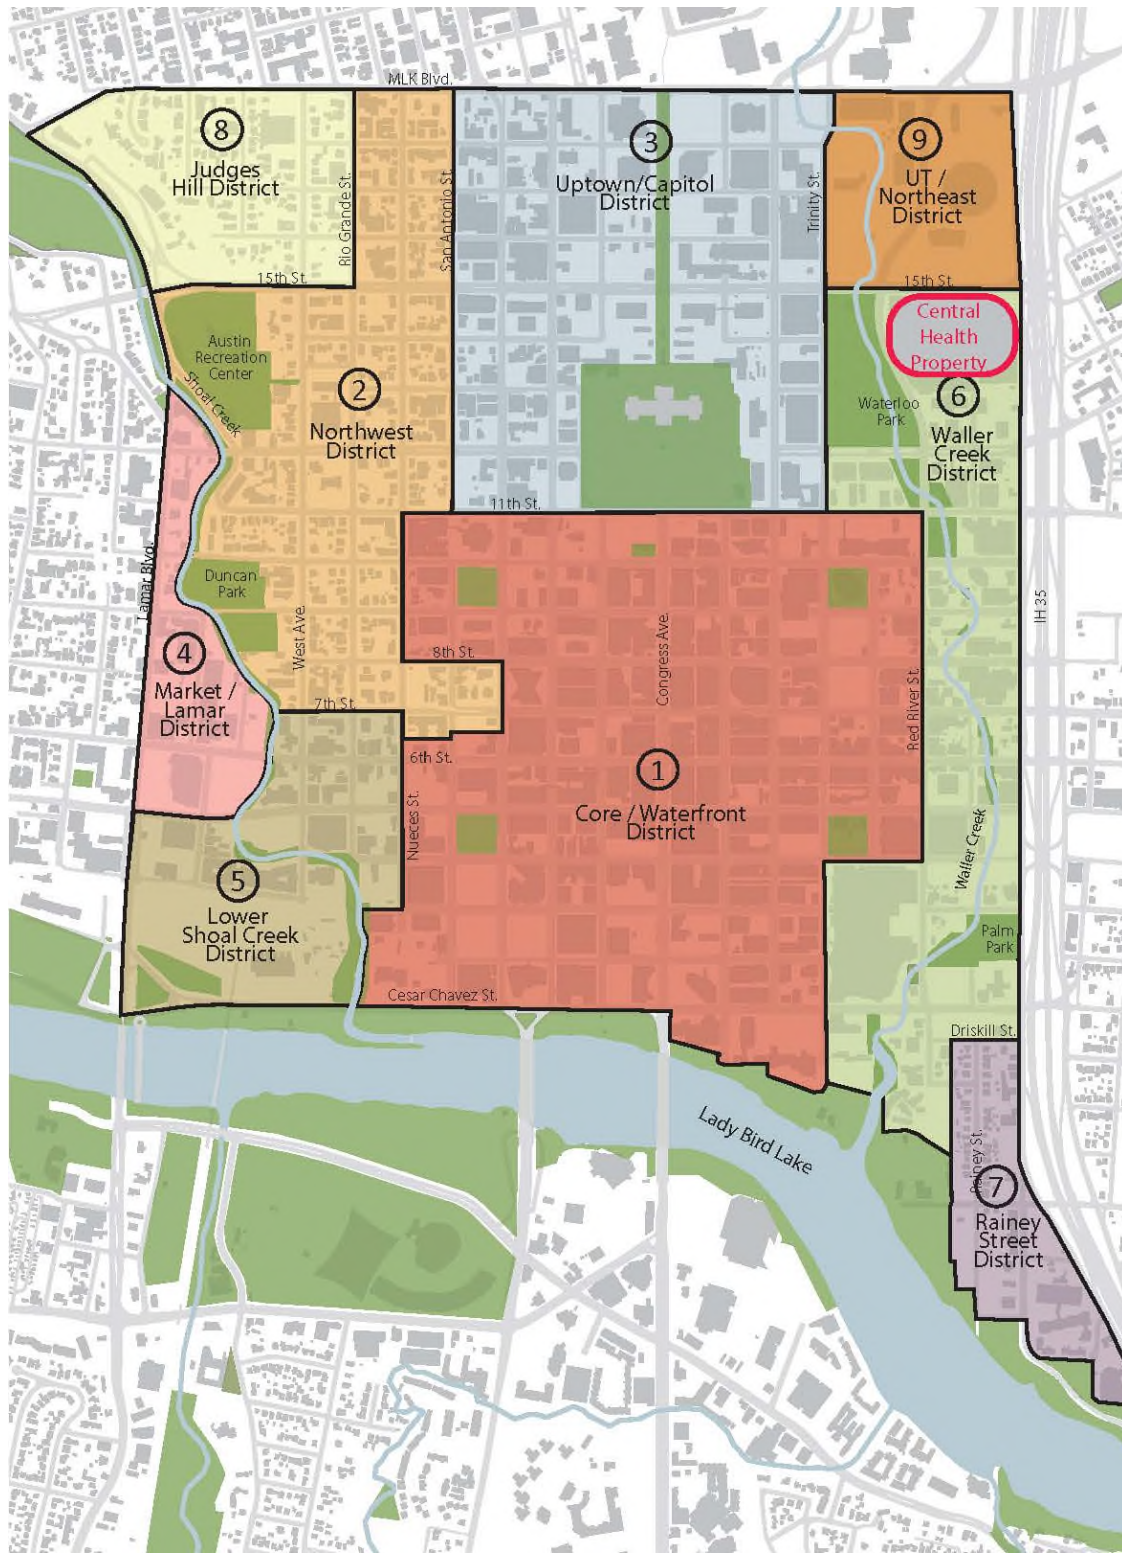 MLK Blvd.
8
Judges
Hill District
Rio Grande St.
San Antonio St.
3
Uptown/Capitol
District
Trinity St.
9
UT /
Northeast
District
15th St.
15th St.
Central
Health
Property
Austin
Recreation
Center
Shoal Creek
2
Northwest
District
Waterloo
Park
6
Waller
Creek
District
11th St.
Lamar Blvd.
Duncan
Park
West Ave.
IH 35
4
Market /
Lamar
District
8th St.
Congress Ave.
Red River St.
7th St.
6th St.
1
Core / Waterfront
District
Nueces St.
Waller Creek
5
Lower
Shoal Creek
District
Palm
Park
Cesar Chavez St.
Driskill St.
Lady Bird Lake
Rainey St.
7
Rainey
Street
District